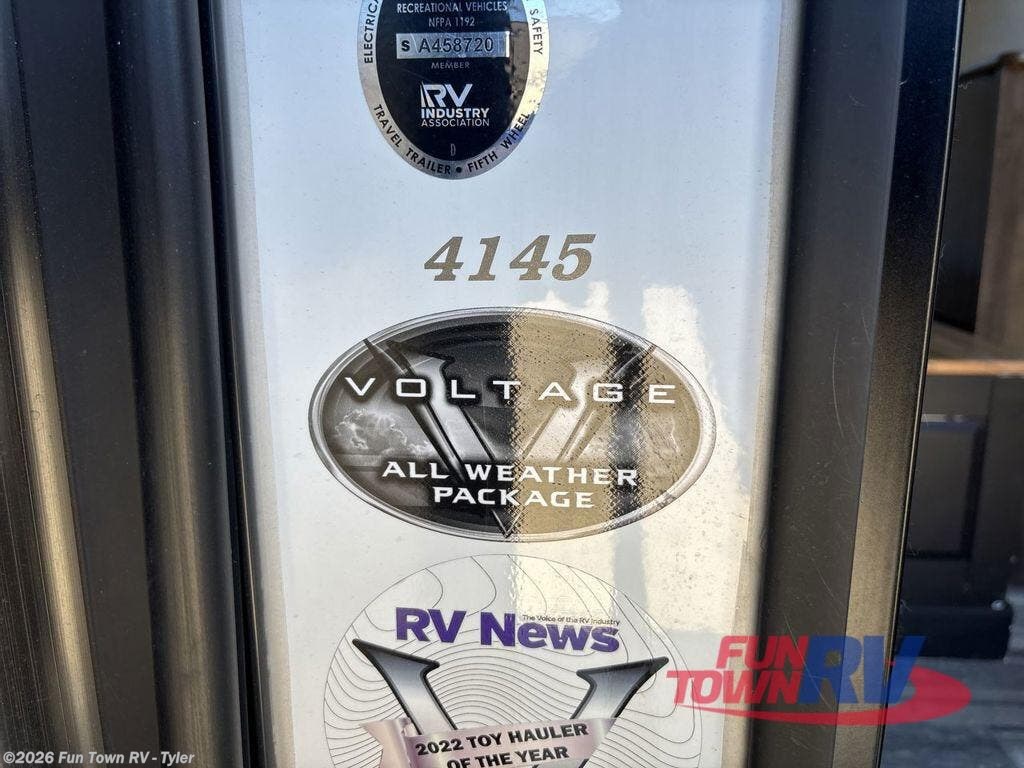 ELECTRICA
RECREATIONAL VEHICLES
SAFETY
NFPA 1192
S A458720
MEMBER
RV
INDUSTRY
ASSOCIATION
D
TRAVEL TRAILER • FIFTH WHEEL
4145
VOLTAGE
ALL WEATHER
PACKAGE
The Voice of the RV Industry
RV News
2022 TOY HAULER
OF THE YEAR
FUN
TOWN RV
©2026 Fun Town RV - Tyler